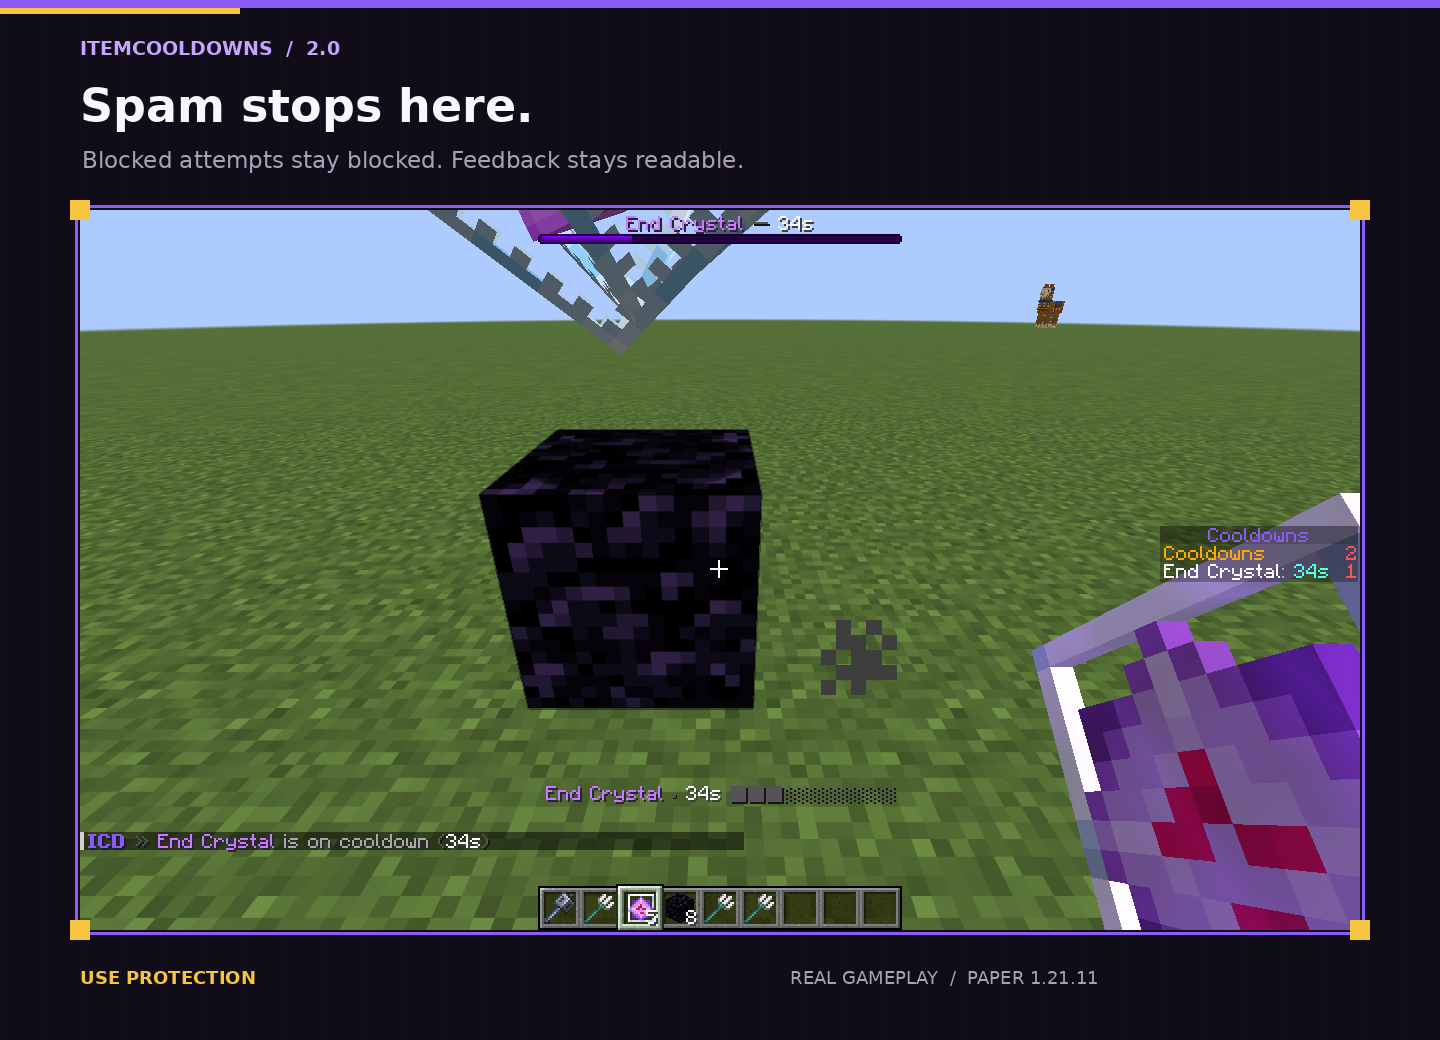 ITEMCOOLDOWNS / 2.0
Spam stops here.
Blocked attempts stay blocked. Feedback stays readable.
End Crystal — 34s
Cooldowns
Cooldowns 2
End Crystal: 34s 1
End Crystal · 34s
ICD » End Crystal is on cooldown (34s)
5 8
USE PROTECTION
REAL GAMEPLAY / PAPER 1.21.11